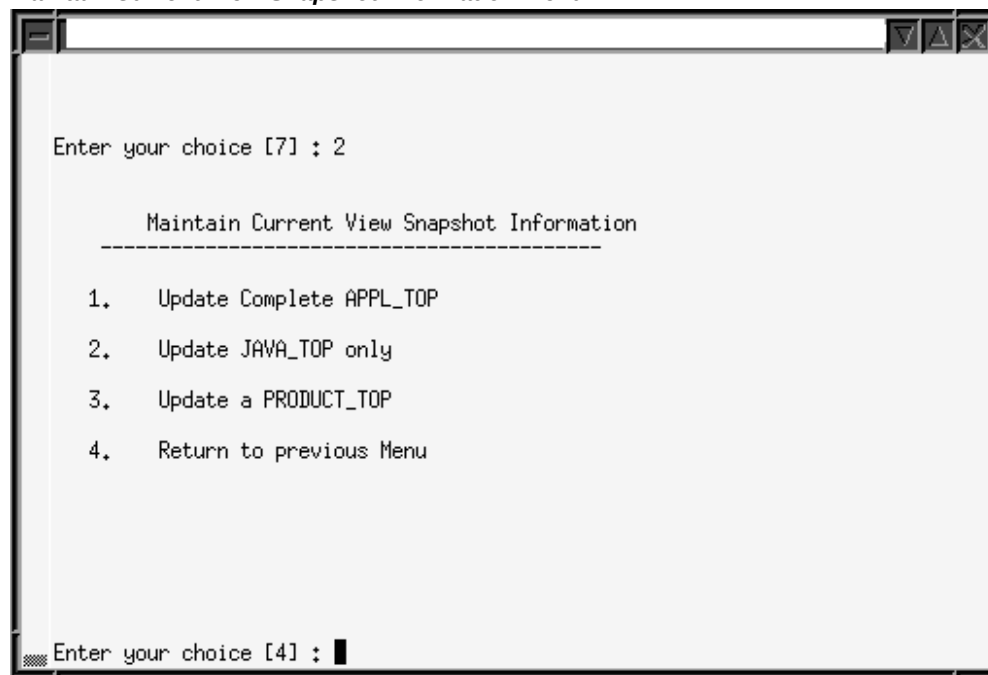 Enter your choice [7] : 2
Maintain Current View Snapshot Information
-------------------------------------------
1. Update Complete APPL_TOP
2. Update JAVA_TOP only
3. Update a PRODUCT_TOP
4. Return to previous Menu
Enter your choice [4] :